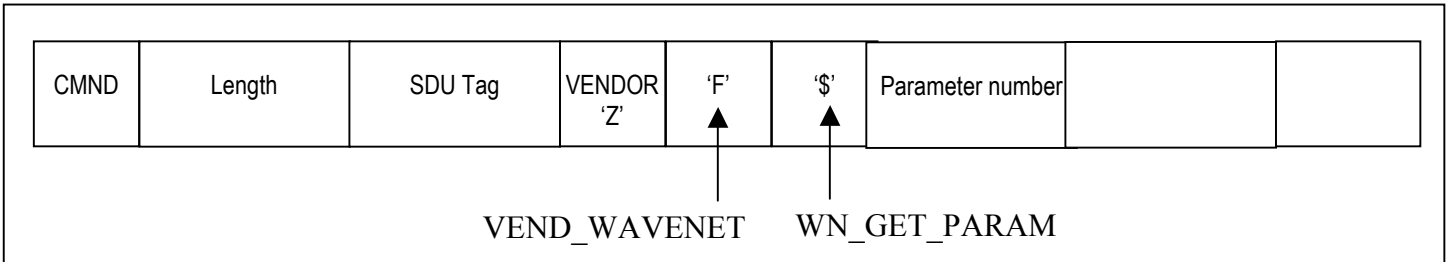 CMND Length SDU Tag VENDOR ‘F’ ‘$’ Parameter number
‘Z’
VEND_WAVENET WN_GET_PARAM